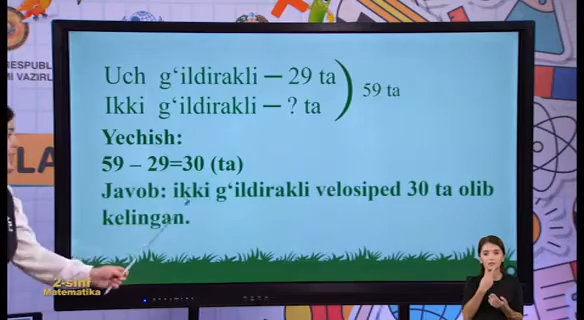 Uch g‘ildirakli – 29 ta
59 ta
Ikki g‘ildirakli – ? ta
Yechish:
59 – 29=30 (ta)
Javob: ikki g‘ildirakli velosiped 30 ta olib
kelingan.
2-sinf
Matematika